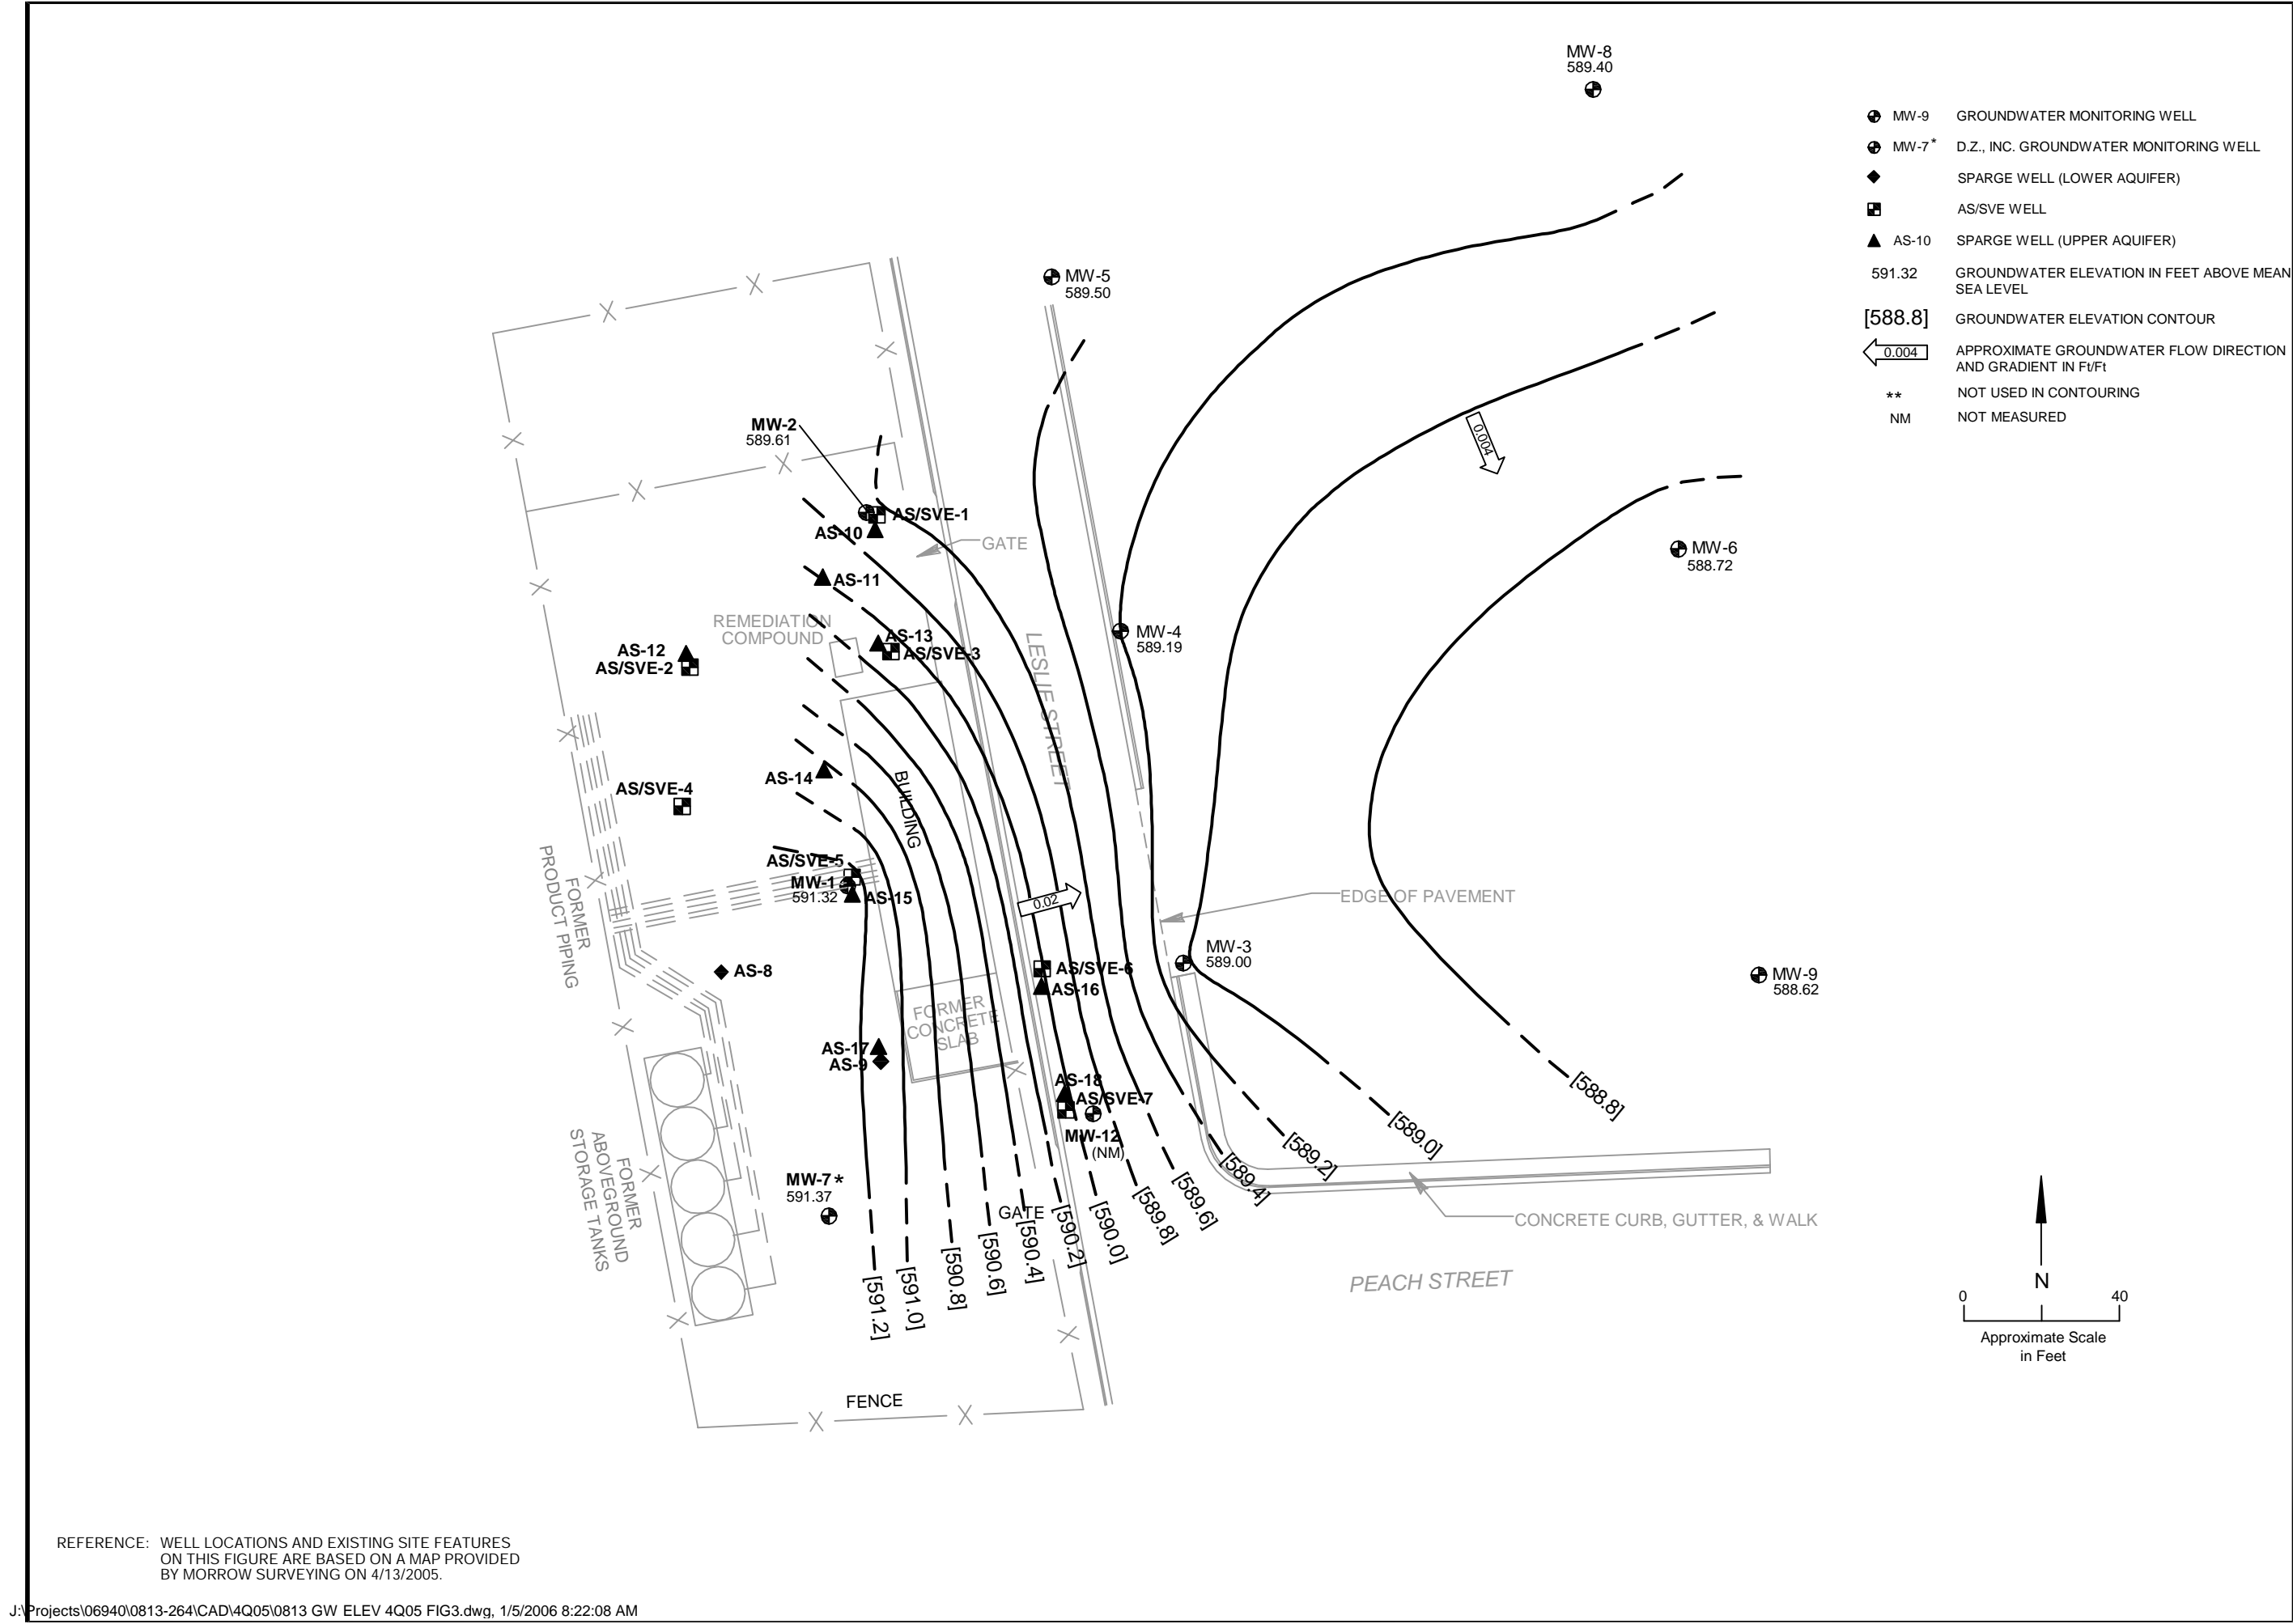 MW-8
589.40
MW-9 GROUNDWATER MONITORING WELL
MW-7* D.Z., INC. GROUNDWATER MONITORING WELL
SPARGE WELL (LOWER AQUIFER)
AS/SVE WELL
AS-10 SPARGE WELL (UPPER AQUIFER)
591.32 GROUNDWATER ELEVATION IN FEET ABOVE MEAN
SEA LEVEL
[588.8] GROUNDWATER ELEVATION CONTOUR
0.004 APPROXIMATE GROUNDWATER FLOW DIRECTION
AND GRADIENT IN Ft/Ft
** NOT USED IN CONTOURING
NM NOT MEASURED
MW-5
589.50
MW-2
589.61
0.004
AS/SVE-1
AS-10
GATE
MW-6
588.72
AS-11
REMEDIATION
COMPOUND
AS-13
AS/SVE-3
MW-4
589.19
AS-12
AS/SVE-2
LESLIE STREET
AS-14
BUILDING
AS/SVE-4
AS/SVE-5
MW-1
591.32
AS-15
0.02
EDGE OF PAVEMENT
FORMER
PRODUCT PIPING
MW-3
589.00
AS/SVE-6
AS-16
AS-8
MW-9
588.62
FORMER
CONCRETE
SLAB
AS-17
AS-9
AS-18
AS/SVE-7
MW-12
(NM)
FORMER
ABOVEGROUND
STORAGE TANKS
MW-7*
591.37
GATE
[591.2]
[591.0]
[590.8]
[590.6]
[590.4]
[590.2]
[590.0]
[589.8]
[589.6]
[589.4]
[589.2]
[589.0]
[588.8]
CONCRETE CURB, GUTTER, & WALK
PEACH STREET
N
0 40
Approximate Scale
in Feet
FENCE
X X X X X X X X X X X X X X X X X X
REFERENCE: WELL LOCATIONS AND EXISTING SITE FEATURES
ON THIS FIGURE ARE BASED ON A MAP PROVIDED
BY MORROW SURVEYING ON 4/13/2005.
J:\Projects\06940\0813-264\CAD\4Q05\0813 GW ELEV 4Q05 FIG3.dwg, 1/5/2006 8:22:08 AM